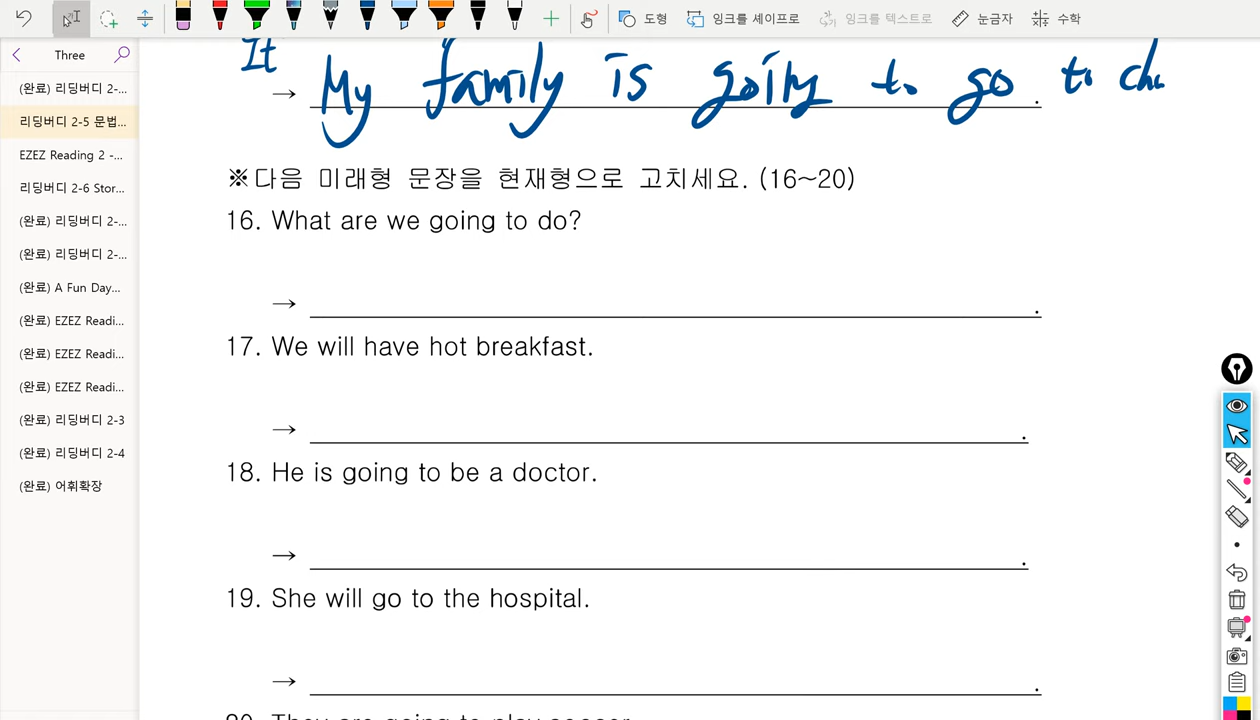 도형 잉크를 셰이프로 잉크를 텍스트로 눈금자 수학
Three
(완료) 리딩버디 2-...
리딩버디 2-5 문법...
EZEZ Reading 2 -...
리딩버디 2-6 Stor...
(완료) 리딩버디 2-...
(완료) 리딩버디 2-...
(완료) A Fun Day...
(완료) EZEZ Readi...
(완료) EZEZ Readi...
(완료) EZEZ Readi...
(완료) 리딩버디 2-3
(완료) 리딩버디 2-4
(완료) 어휘확장
It
→ My family is going to go to .
※다음 미래형 문장을 현재형으로 고치세요. (16~20)
16. What are we going to do?
→ .
17. We will have hot breakfast.
→ .
18. He is going to be a doctor.
→ .
19. She will go to the hospital.
→ .
20. They are going to play soccer